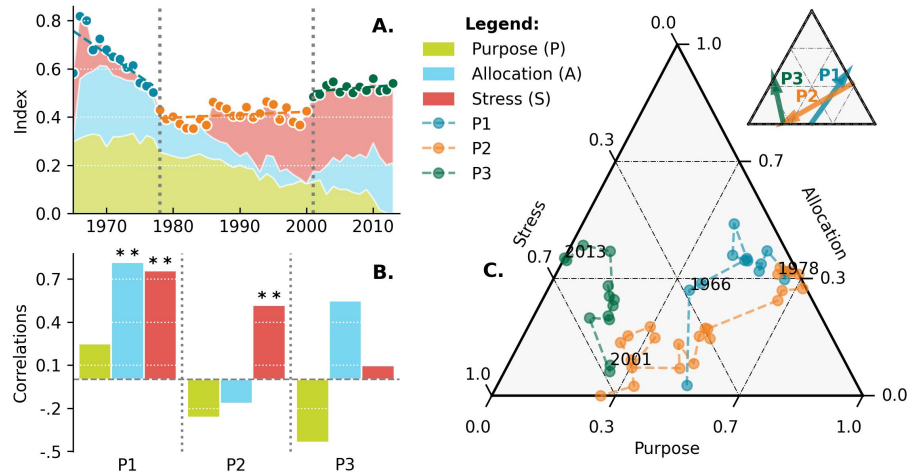 A.
Index
0.8
0.6
0.4
0.2
0.0
1970
1980
1990
2000
2010
Legend:
Purpose (P)
Allocation (A)
Stress (S)
P1
P2
P3
B.
Correlations
0.7
0.4
0.1
-.2
-.5
**
**
**
P1
P2
P3
C.
0.0
1.0
0.3
0.7
0.7
0.3
1.0
0.0
0.0
0.3
0.7
1.0
Stress
Allocation
Purpose
2013
1966
1978
2001
P3
P1
P2